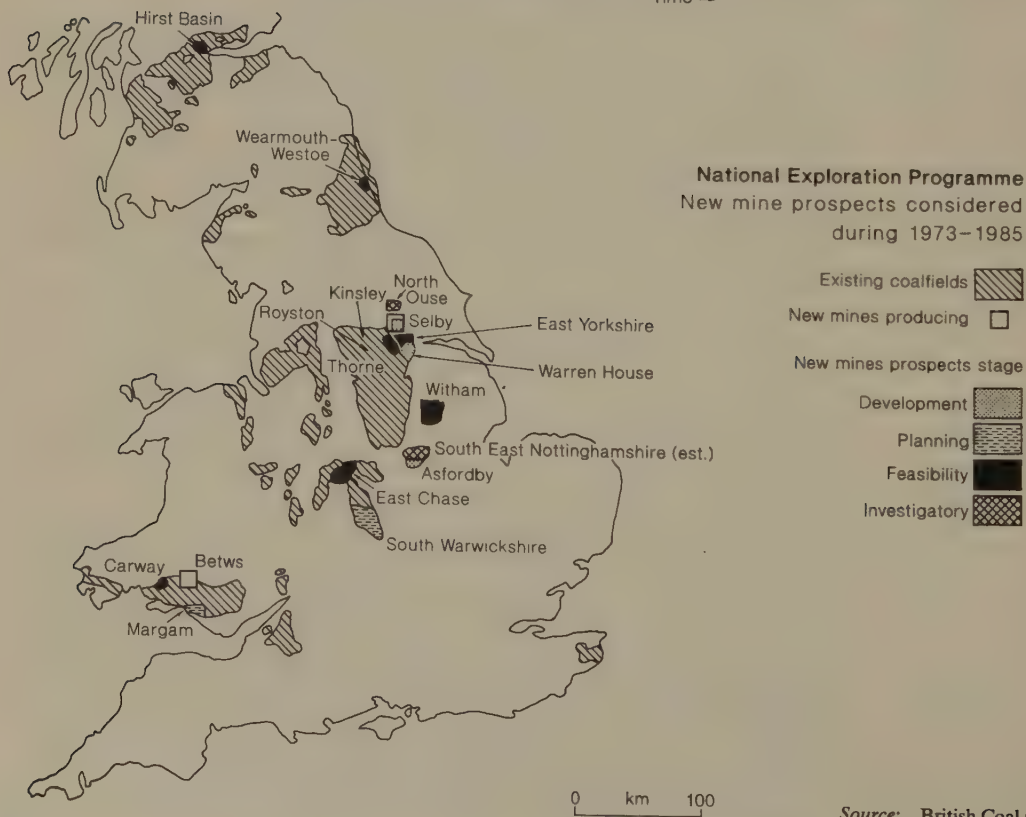 Time
Hirst Basin
Wearmouth-
Westoe
National Exploration Programme
New mine prospects considered
during 1973–1985
Existing coalfields
New mines producing
New mines prospects stage
Development
Planning
Feasibility
Investigatory
North
Ouse
Kinsley
Selby
Royston
East Yorkshire
Thorne
Warren House
Witham
South East Nottinghamshire (est.)
Asfordby
East Chase
South Warwickshire
Carway
Betws
Margam
0 km 100
Source: British Coal